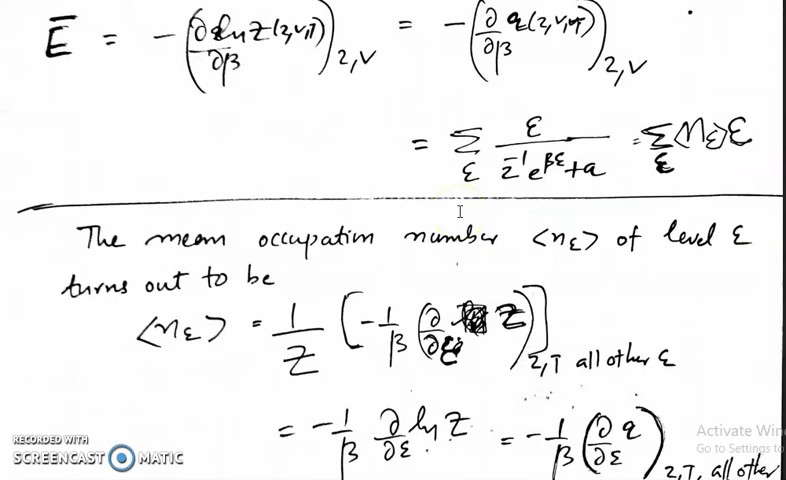 Ē = -(∂ ln Z(z,V,T)/∂β)z,V = -(∂/∂β q(z,V,T))z,V
= Σε ε/(z⁻¹e^βε + a) = Σε <nε>ε
The mean occupation number <nε> of level ε
turns out to be
<nε> = 1/Z [-1/β (∂/∂ε Z)]z,T all other ε
= -1/β ∂/∂ε ln Z = -1/β (∂q/∂ε)z,T, all other
RECORDED WITH
SCREENCAST MATIC
Activate Win
Go to Settings to